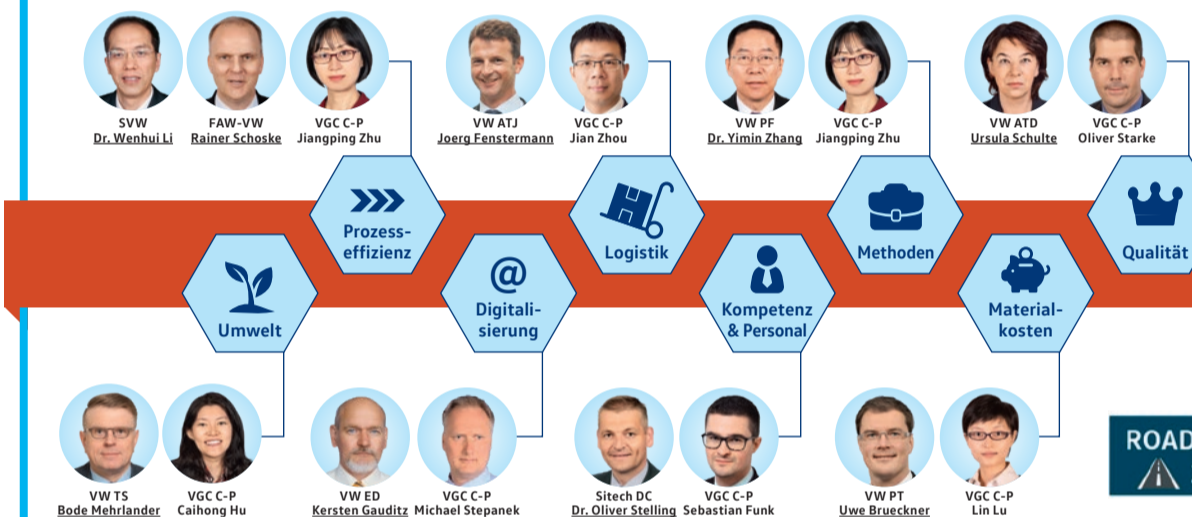 SVW
Dr. Wenhui Li
FAW-VW
Rainer Schoske
VGC C-P
Jiangping Zhu
VW ATJ
Joerg Fenstermann
VGC C-P
Jian Zhou
VW PF
Dr. Yimin Zhang
VGC C-P
Jiangping Zhu
VW ATD
Ursula Schulte
VGC C-P
Oliver Starke
Prozess-
effizienz
Logistik
Methoden
Qualität
Umwelt
@
Digitali-
sierung
Kompetenz
& Personal
Material-
kosten
VW TS
Bode Mehrlander
VGC C-P
Caihong Hu
VW ED
Kersten Gauditz
VGC C-P
Michael Stepanek
Sitech DC
Dr. Oliver Stelling
VGC C-P
Sebastian Funk
VW PT
Uwe Brueckner
VGC C-P
Lin Lu
ROAD